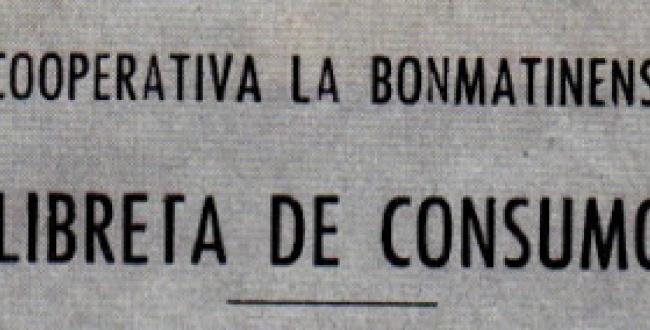 COOPERATIVA LA BONMATINENS
LIBRETA DE CONSUMO